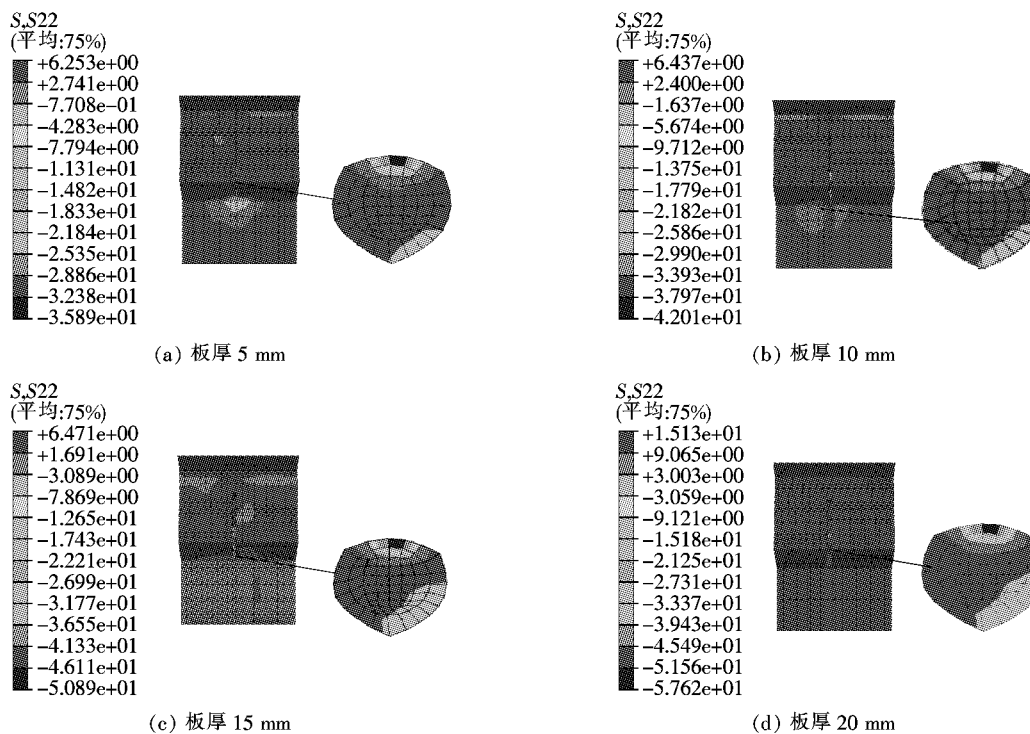 S,S22
(平均:75%)
+6.253e+00
+2.741e+00
−7.708e−01
−4.283e+00
−7.794e+00
−1.131e+01
−1.482e+01
−1.833e+01
−2.184e+01
−2.535e+01
−2.886e+01
−3.238e+01
−3.589e+01
(a) 板厚 5 mm
S,S22
(平均:75%)
+6.437e+00
+2.400e+00
−1.637e+00
−5.674e+00
−9.712e+00
−1.375e+01
−1.779e+01
−2.182e+01
−2.586e+01
−2.990e+01
−3.393e+01
−3.797e+01
−4.201e+01
(b) 板厚 10 mm
S,S22
(平均:75%)
+6.471e+00
+1.691e+00
−3.089e+00
−7.869e+00
−1.265e+01
−1.743e+01
−2.221e+01
−2.699e+01
−3.177e+01
−3.655e+01
−4.133e+01
−4.611e+01
−5.089e+01
(c) 板厚 15 mm
S,S22
(平均:75%)
+1.513e+01
+9.065e+00
+3.003e+00
−3.059e+00
−9.121e+00
−1.518e+01
−2.125e+01
−2.731e+01
−3.337e+01
−3.943e+01
−4.549e+01
−5.156e+01
−5.762e+01
(d) 板厚 20 mm